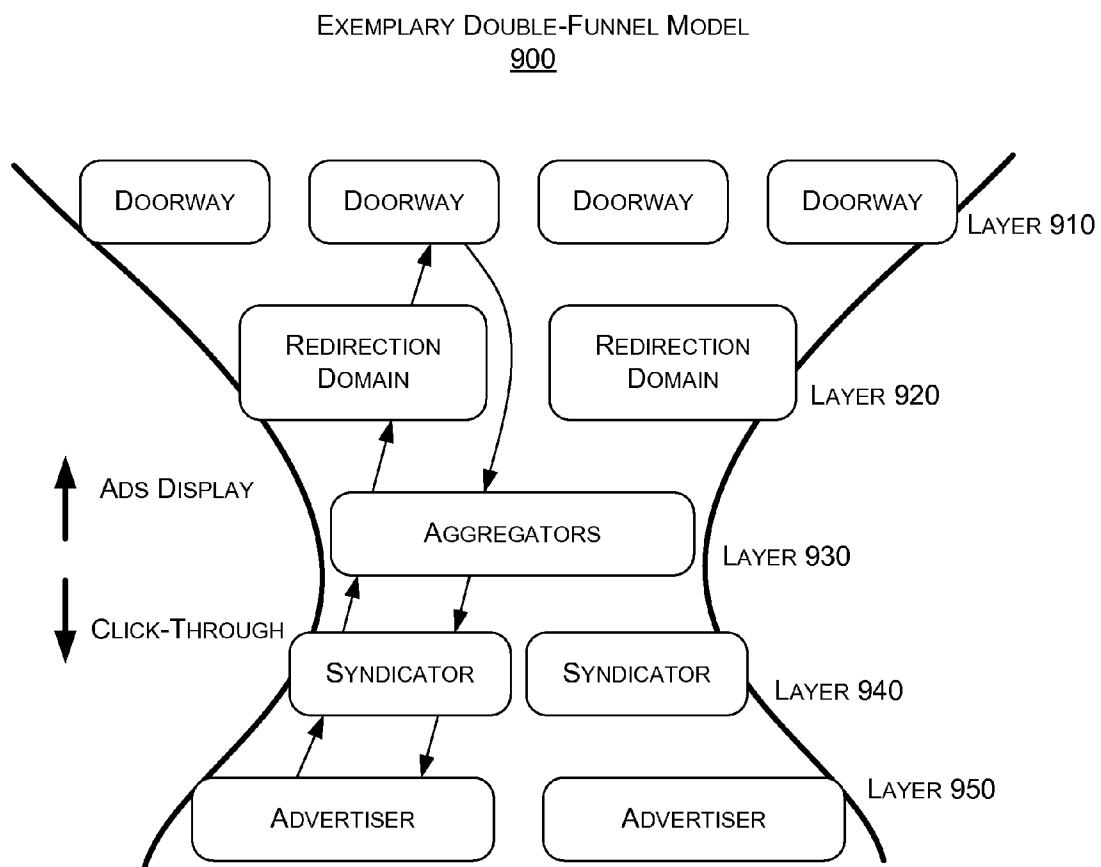 EXEMPLARY DOUBLE-FUNNEL MODEL
900
DOORWAY
DOORWAY
DOORWAY
DOORWAY
LAYER 910
REDIRECTION
DOMAIN
REDIRECTION
DOMAIN
LAYER 920
ADS DISPLAY
AGGREGATORS
LAYER 930
CLICK-THROUGH
SYNDICATOR
SYNDICATOR
LAYER 940
LAYER 950
ADVERTISER
ADVERTISER